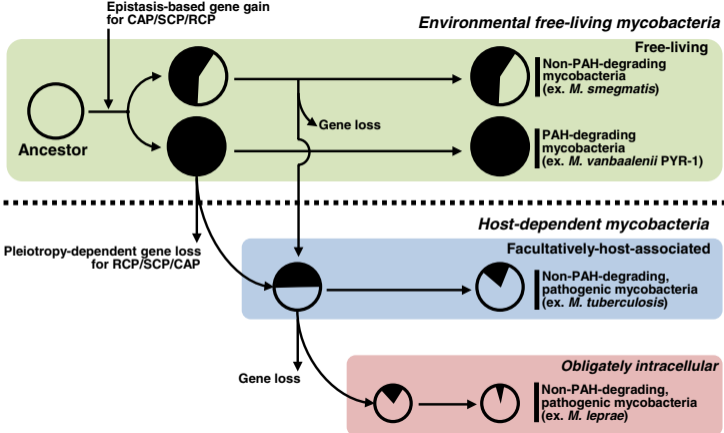 Epistasis-based gene gain
for CAP/SCP/RCP
Environmental free-living mycobacteria
Free-living
Non-PAH-degrading
mycobacteria
(ex. M. smegmatis)
Gene loss
Ancestor
PAH-degrading
mycobacteria
(ex. M. vanbaalenii PYR-1)
Host-dependent mycobacteria
Pleiotropy-dependent gene loss
for RCP/SCP/CAP
Facultatively-host-associated
Non-PAH-degrading,
pathogenic mycobacteria
(ex. M. tuberculosis)
Obligately intracellular
Gene loss
Non-PAH-degrading,
pathogenic mycobacteria
(ex. M. leprae)